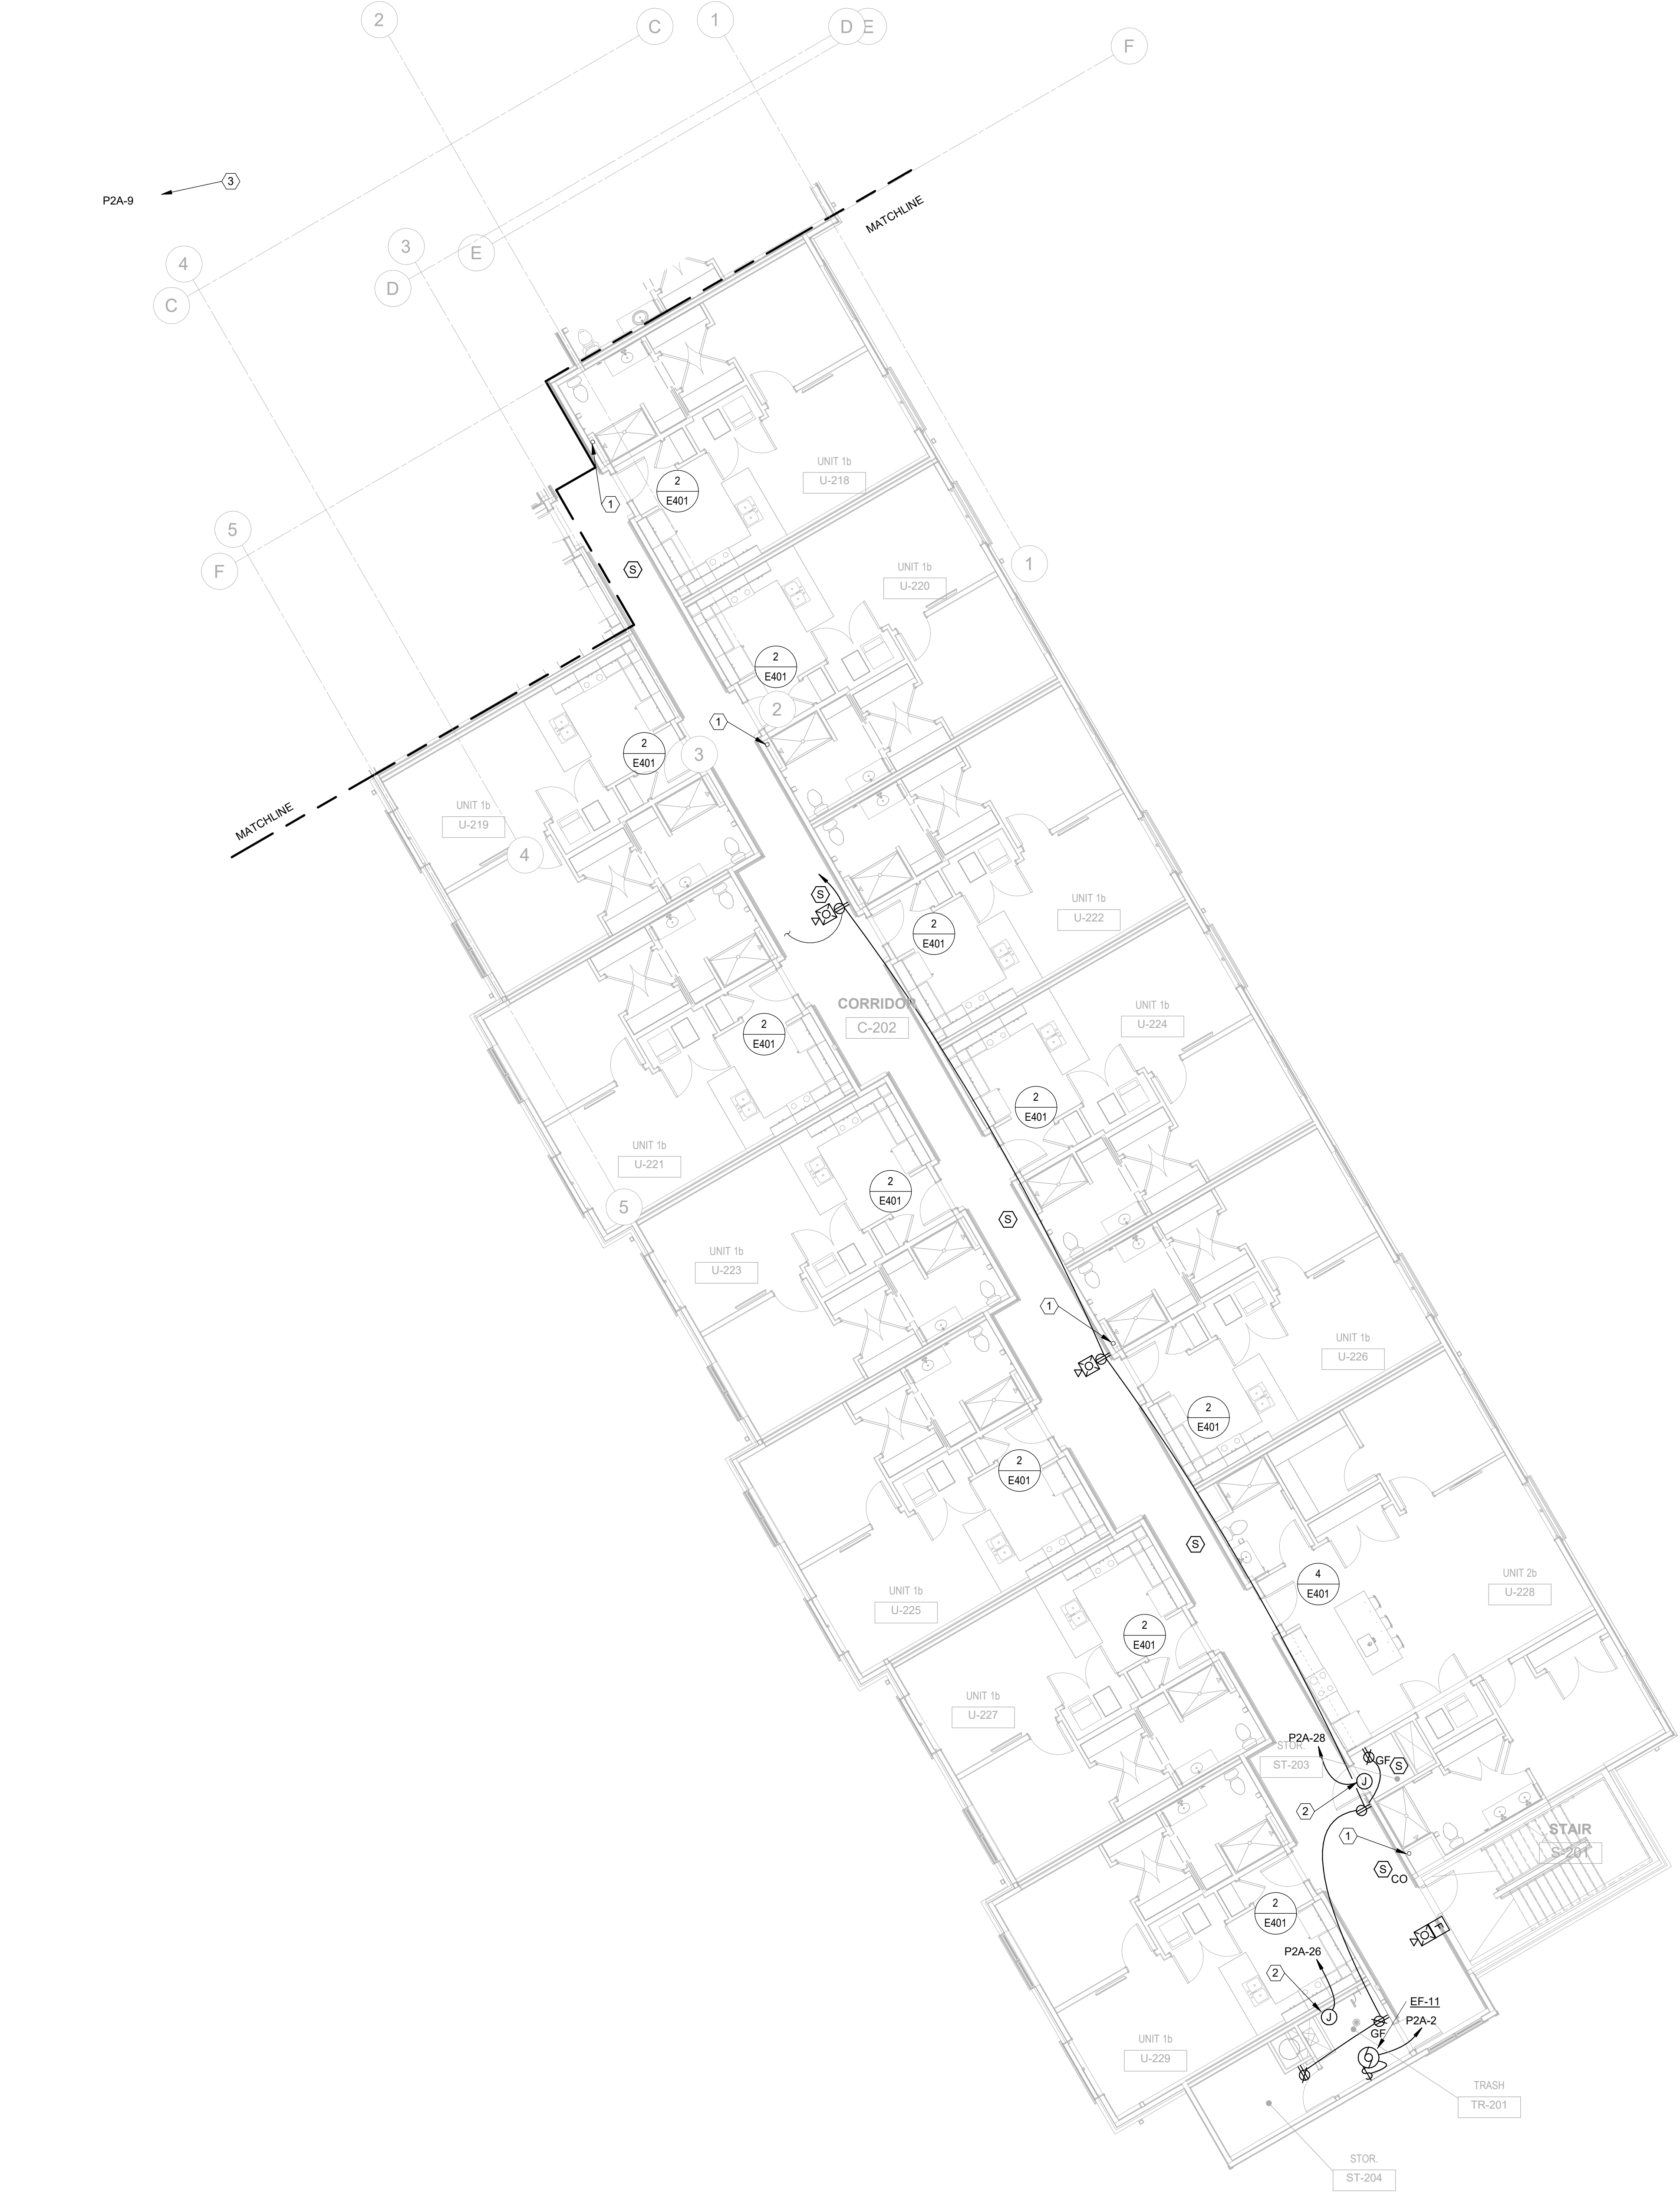 2
C
1
D
E
F
P2A-9
3
MATCHLINE
4
3
E
C
D
UNIT 1b
U-218
2
E401
1
5
F
S
UNIT 1b
U-220
1
2
E401
2
1
2
E401
3
UNIT 1b
U-219
MATCHLINE
4
S
UNIT 1b
U-222
2
E401
CORRIDOR
C-202
UNIT 1b
U-224
2
E401
2
E401
UNIT 1b
U-221
2
E401
5
S
UNIT 1b
U-223
1
UNIT 1b
U-226
2
E401
2
E401
S
UNIT 1b
U-225
4
E401
UNIT 2b
U-228
2
E401
UNIT 1b
U-227
P2A-28
STOR.
ST-203
GF
S
J
2
1
STAIR
S-201
S
CO
2
E401
F
P2A-26
2
J
EF-11
P2A-2
GF
UNIT 1b
U-229
TRASH
TR-201
STOR.
ST-204